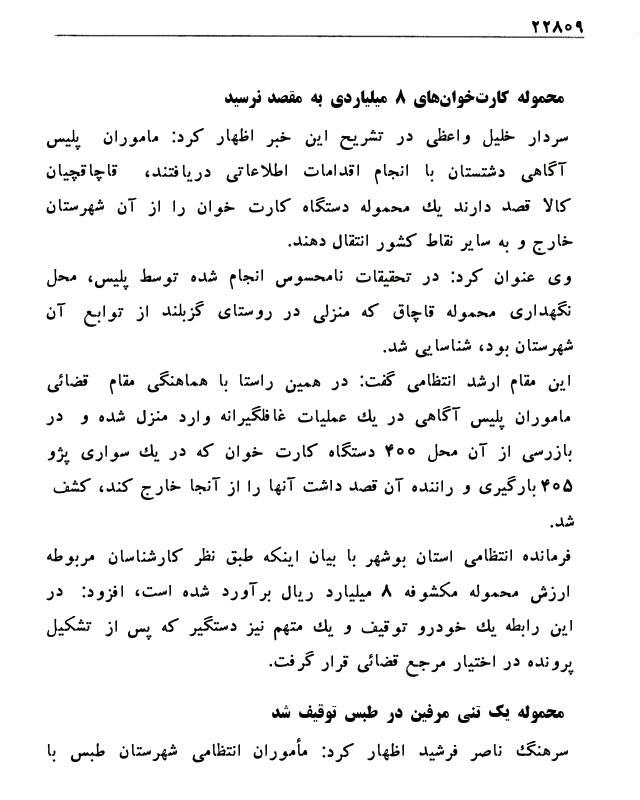 ۲۲۸۰۹
محموله کارت‌خوان‌های ۸ میلیاردی به مقصد نرسید
سردار خلیل واعظی در تشریح این خبر اظهار کرد: ماموران پلیس
آگاهی دشتستان با انجام اقدامات اطلاعاتی دریافتند، قاچاقچیان
کالا قصد دارند یك محموله دستگاه کارت خوان را از آن شهرستان
خارج و به سایر نقاط کشور انتقال دهند.
وی عنوان کرد: در تحقیقات نامحسوس انجام شده توسط پلیس، محل
نگهداری محموله قاچاق که منزلی در روستای گزبلند از توابع آن
شهرستان بود، شناسایی شد.
این مقام ارشد انتظامی گفت: در همین راستا با هماهنگی مقام قضائی
ماموران پلیس آگاهی در یك عملیات غافلگیرانه وارد منزل شده و در
بازرسی از آن محل ۴۰۰ دستگاه کارت خوان که در یك سواری پژو
۴۰۵ بارگیری و راننده آن قصد داشت آنها را از آنجا خارج کند، کشف
شد.
فرمانده انتظامی استان بوشهر با بیان اینکه طبق نظر کارشناسان مربوطه
ارزش محموله مکشوفه ۸ میلیارد ریال برآورد شده است، افزود: در
این رابطه یك خودرو توقیف و یك متهم نیز دستگیر که پس از تشکیل
پرونده در اختیار مرجع قضائی قرار گرفت.
محموله یک تنی مرفین در طبس توقیف شد
سرهنگ ناصر فرشید اظهار کرد: مأموران انتظامی شهرستان طبس با